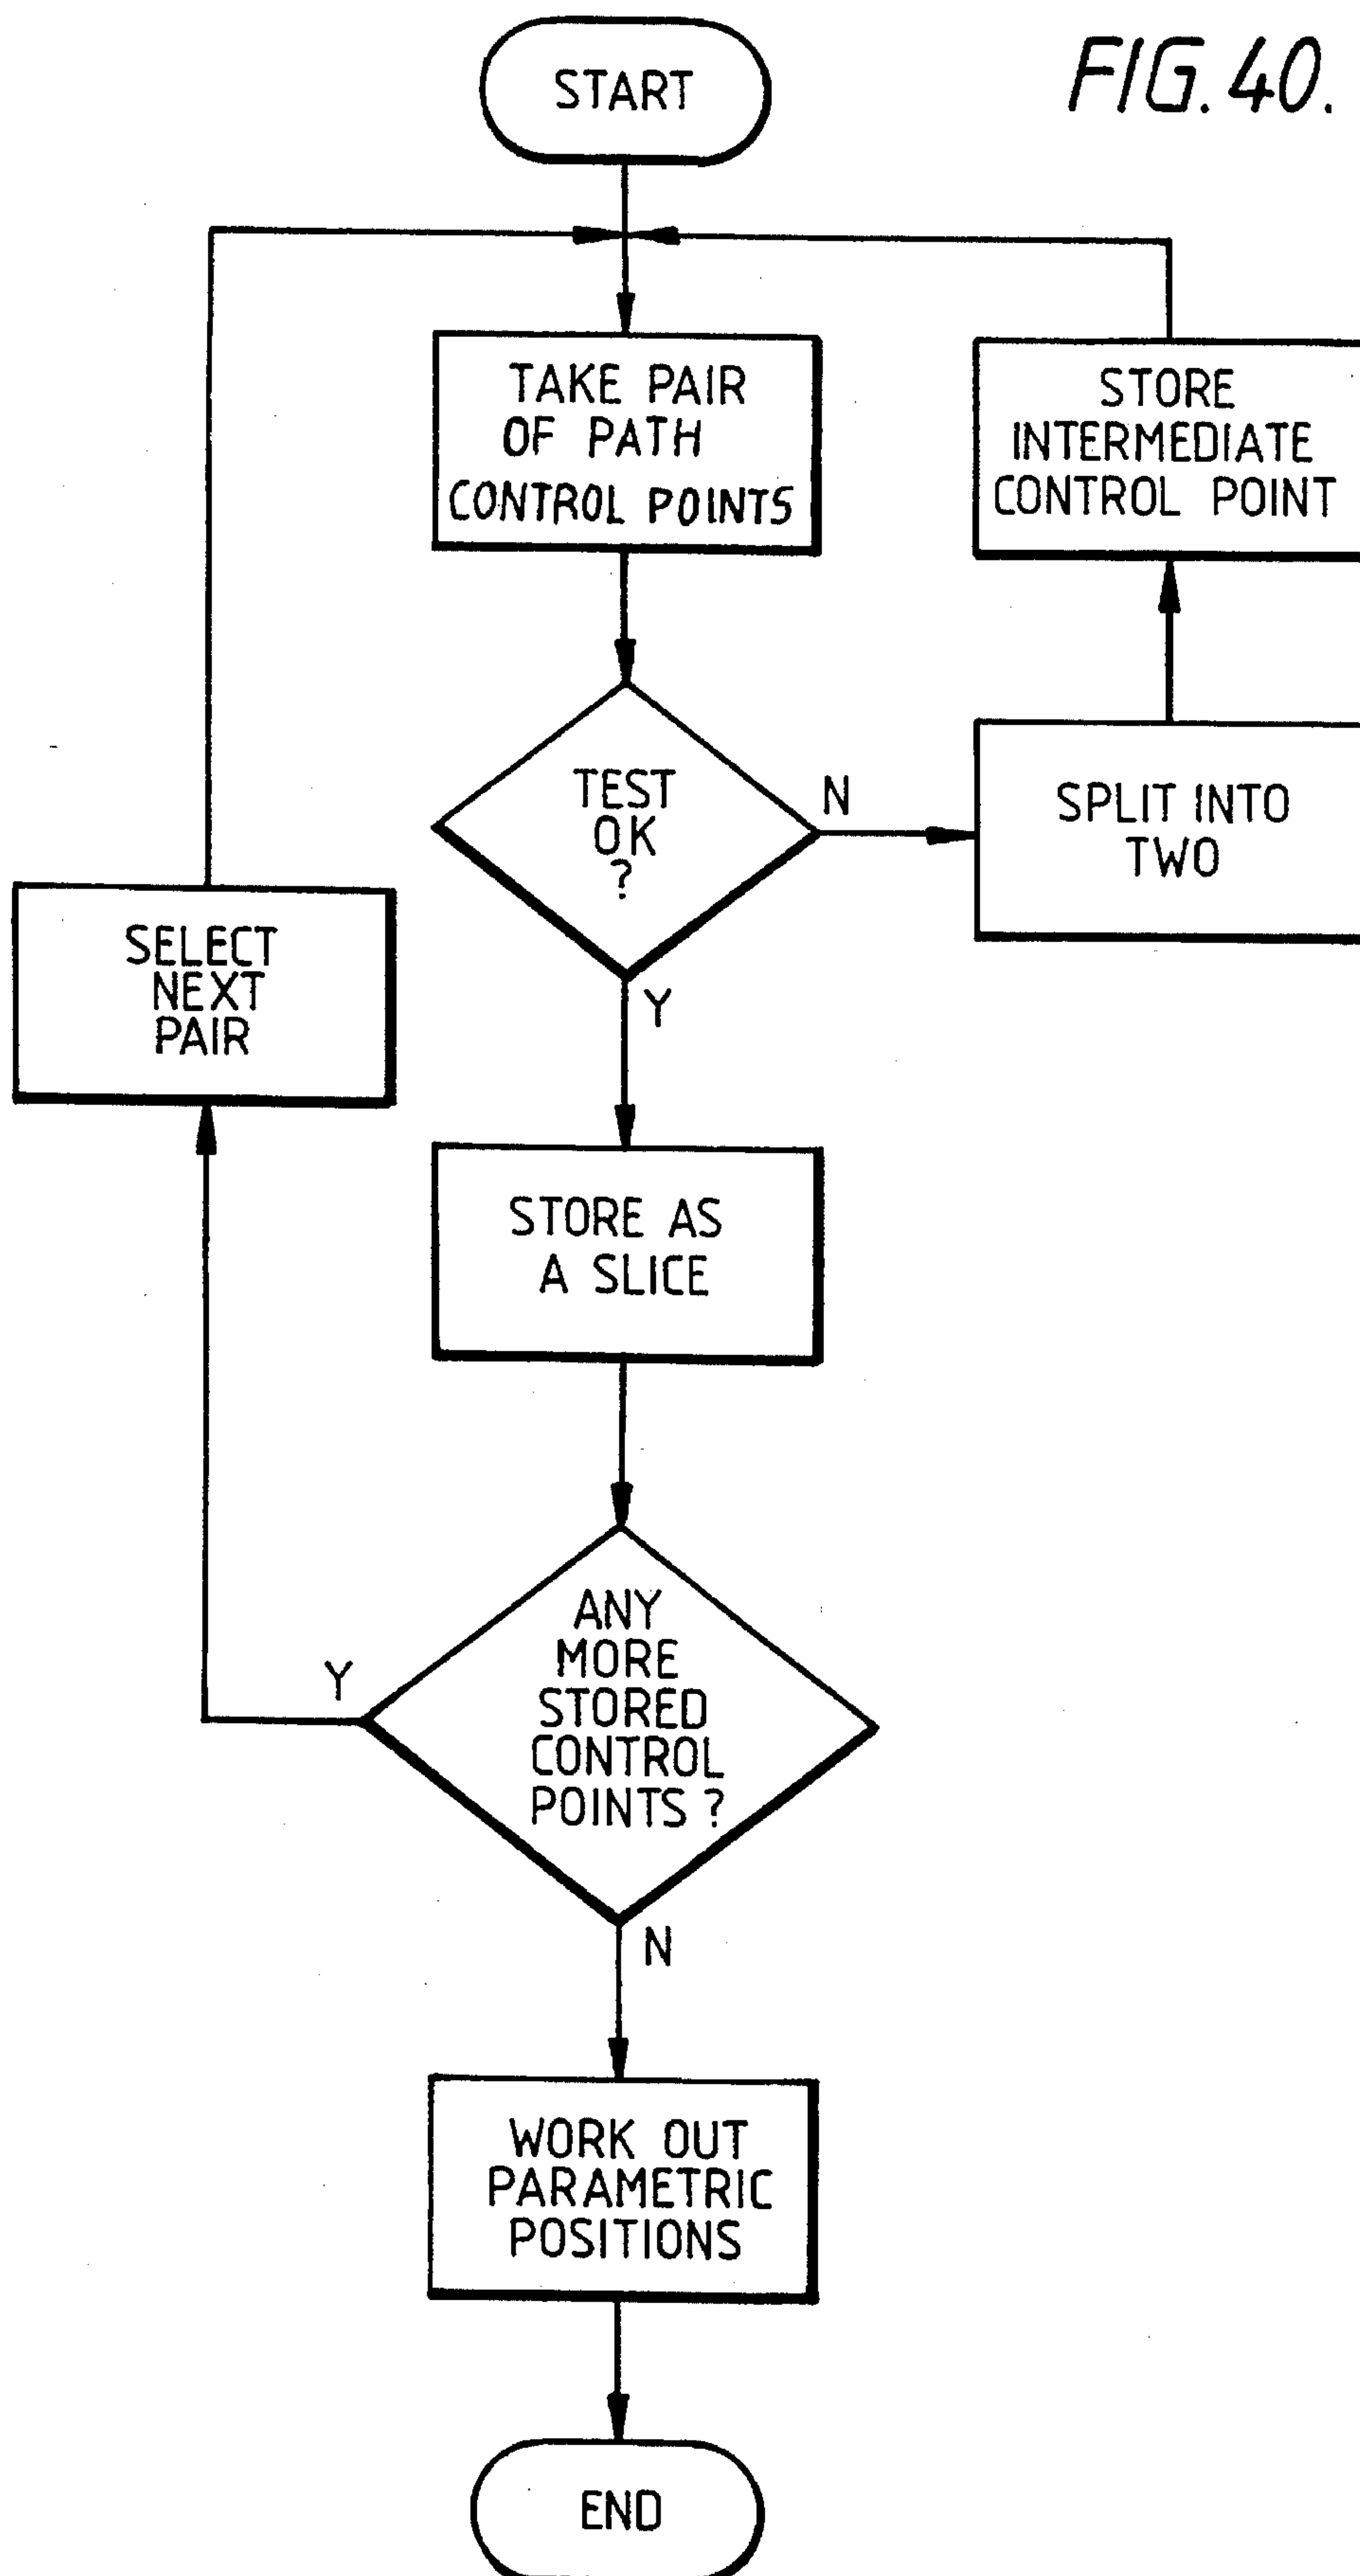 FIG. 40.
START
TAKE PAIR
OF PATH
CONTROL POINTS
STORE
INTERMEDIATE
CONTROL POINT
TEST
OK
?
N
SPLIT INTO
TWO
Y
SELECT
NEXT
PAIR
STORE AS
A SLICE
ANY
MORE
STORED
CONTROL
POINTS ?
Y
N
WORK OUT
PARAMETRIC
POSITIONS
END